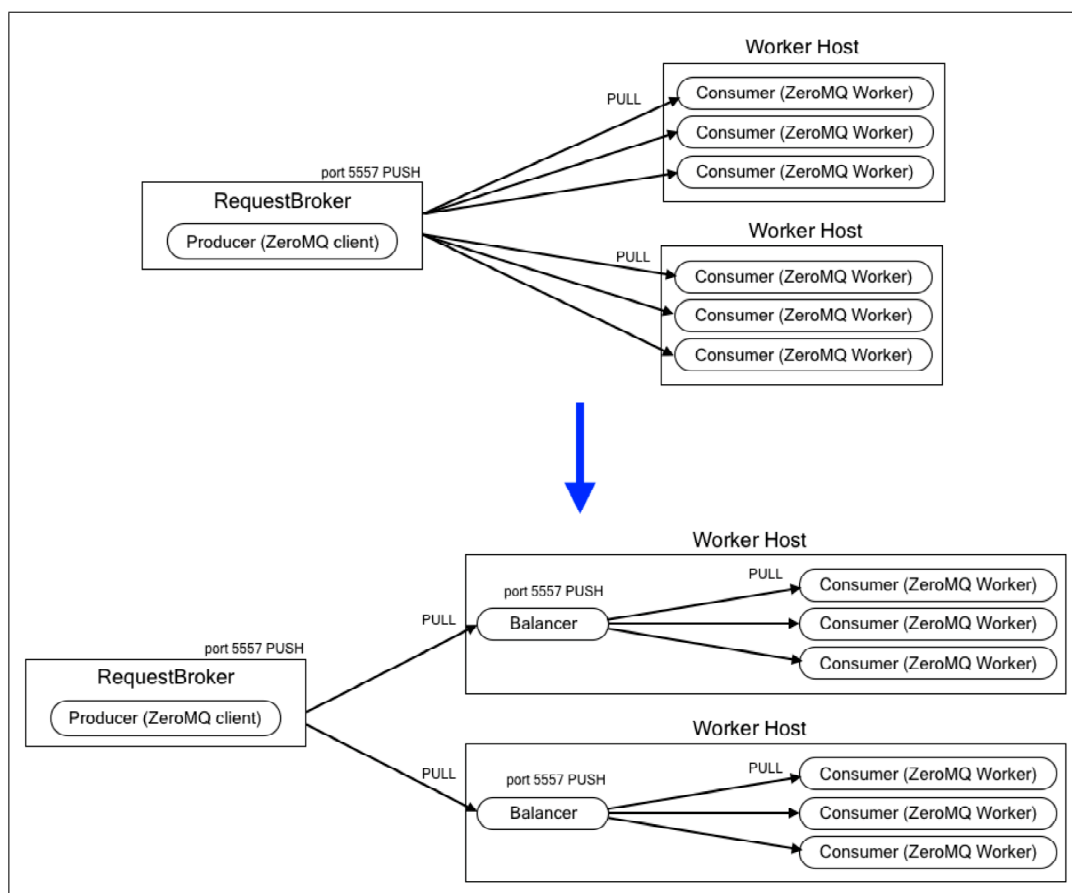 Worker Host
PULL
Consumer (ZeroMQ Worker)
Consumer (ZeroMQ Worker)
Consumer (ZeroMQ Worker)
port 5557 PUSH
RequestBroker
Producer (ZeroMQ client)
Worker Host
PULL
Consumer (ZeroMQ Worker)
Consumer (ZeroMQ Worker)
Consumer (ZeroMQ Worker)
Worker Host
port 5557 PUSH
PULL
Consumer (ZeroMQ Worker)
PULL
Balancer
Consumer (ZeroMQ Worker)
Consumer (ZeroMQ Worker)
port 5557 PUSH
RequestBroker
Producer (ZeroMQ client)
Worker Host
PULL
port 5557 PUSH
PULL
Consumer (ZeroMQ Worker)
Balancer
Consumer (ZeroMQ Worker)
Consumer (ZeroMQ Worker)